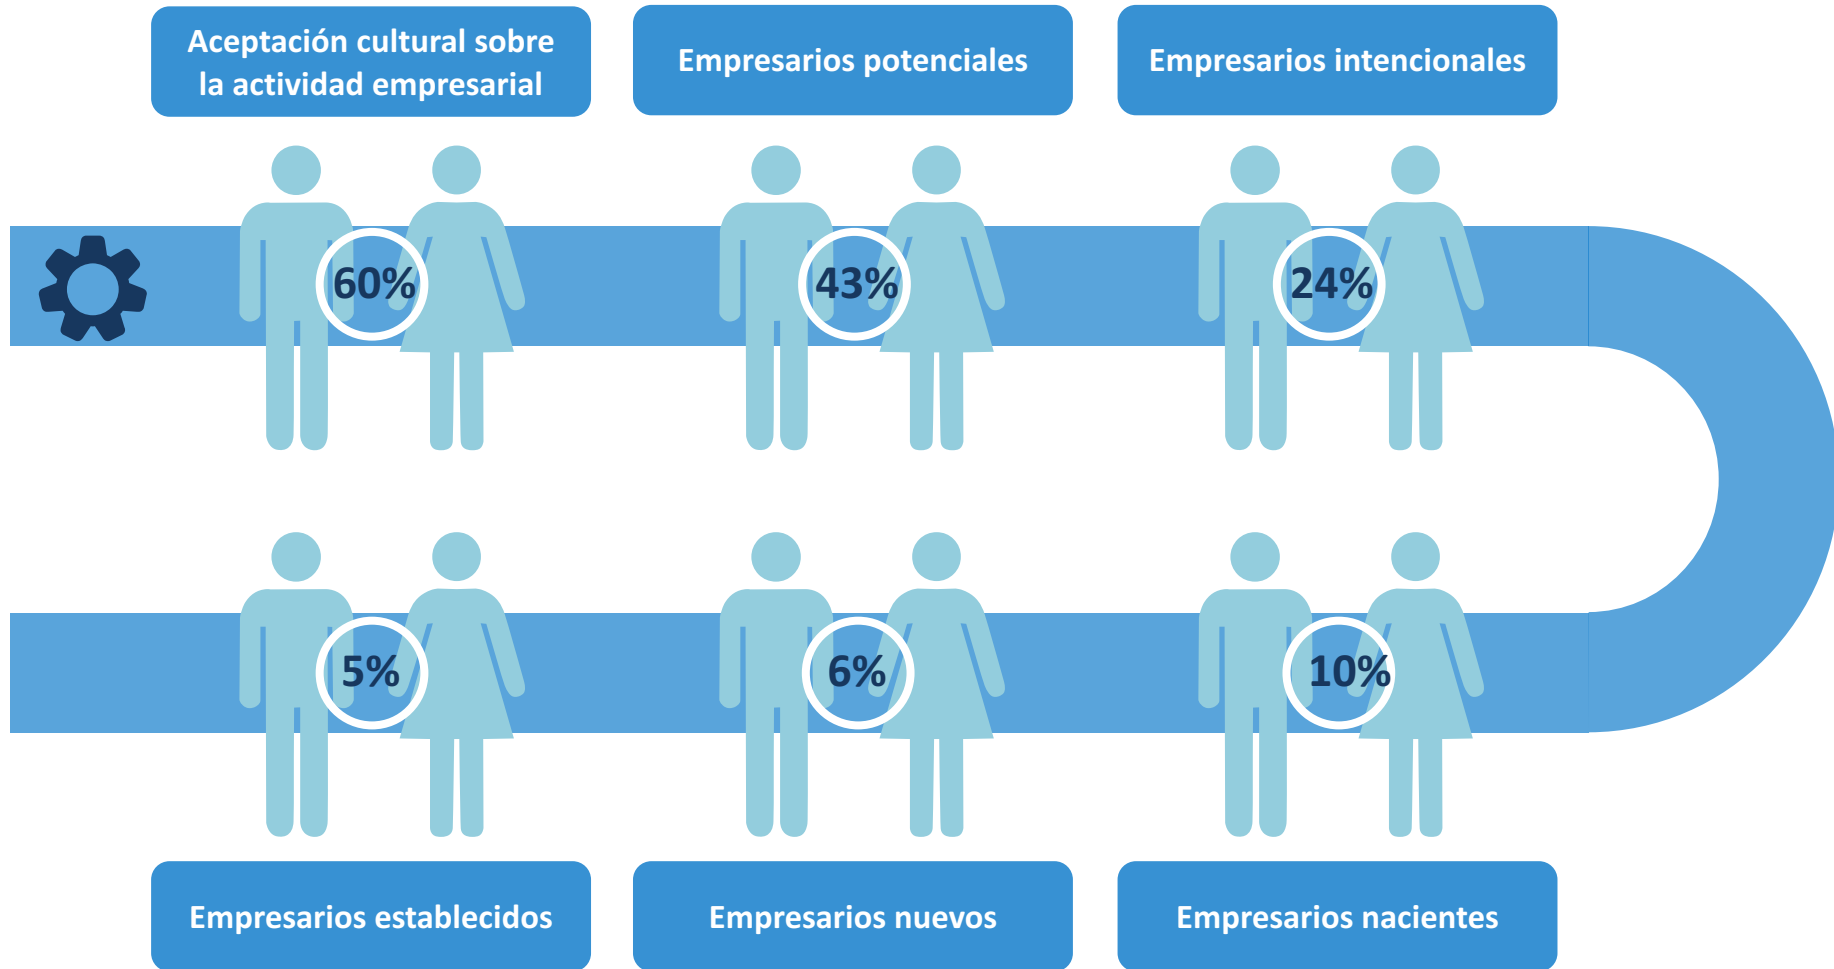 Aceptación cultural sobre
la actividad empresarial
Empresarios potenciales
Empresarios intencionales
60%
43%
24%
5%
6%
10%
Empresarios establecidos
Empresarios nuevos
Empresarios nacientes